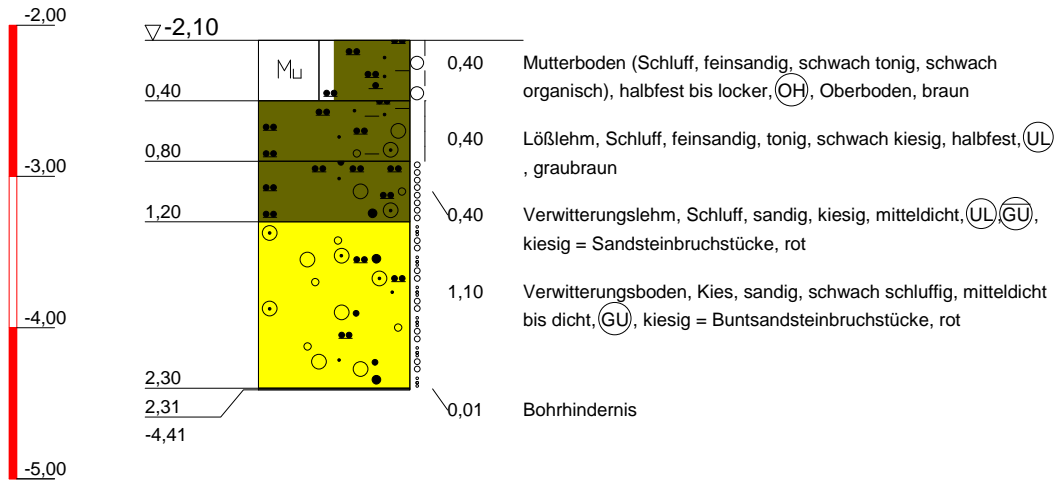 -2,00
▽ -2,10
Mu
0,40 Mutterboden (Schluff, feinsandig, schwach tonig, schwach
organisch), halbfest bis locker, OH, Oberboden, braun
0,40
0,40 Lößlehm, Schluff, feinsandig, tonig, schwach kiesig, halbfest, UL
, graubraun
0,80
-3,00
0,40 Verwitterungslehm, Schluff, sandig, kiesig, mitteldicht, UL, G̅U̅,
kiesig = Sandsteinbruchstücke, rot
1,20
1,10 Verwitterungsboden, Kies, sandig, schwach schluffig, mitteldicht
bis dicht, GU, kiesig = Buntsandsteinbruchstücke, rot
-4,00
2,30
2,31
0,01 Bohrhindernis
-4,41
-5,00